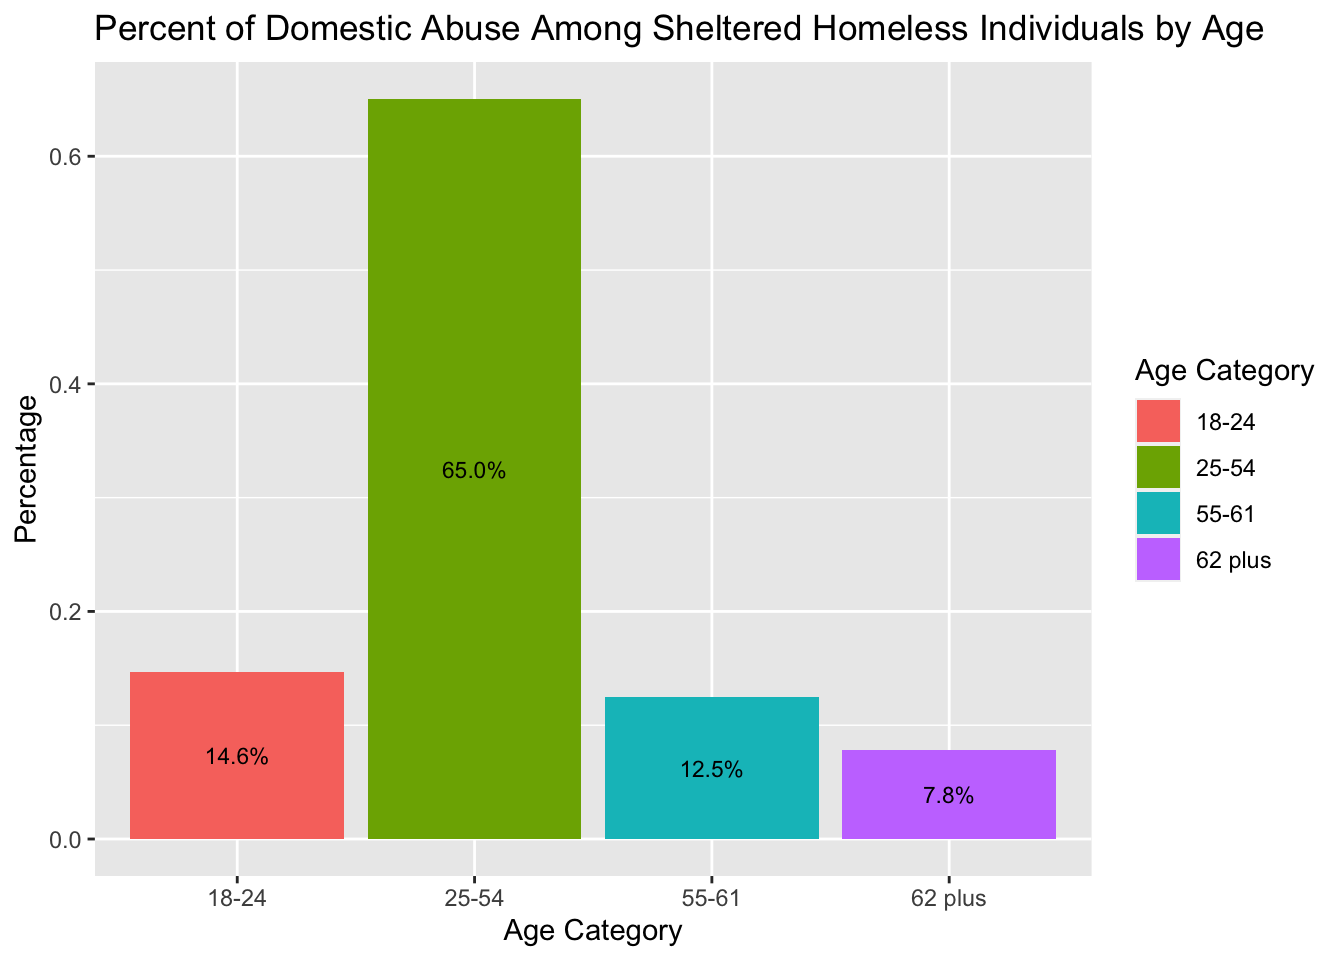 Percent of Domestic Abuse Among Sheltered Homeless Individuals by Age
0.6
0.4
0.2
0.0
Percentage
14.6%
65.0%
12.5%
7.8%
18-24
25-54
55-61
62 plus
Age Category
Age Category
18-24
25-54
55-61
62 plus